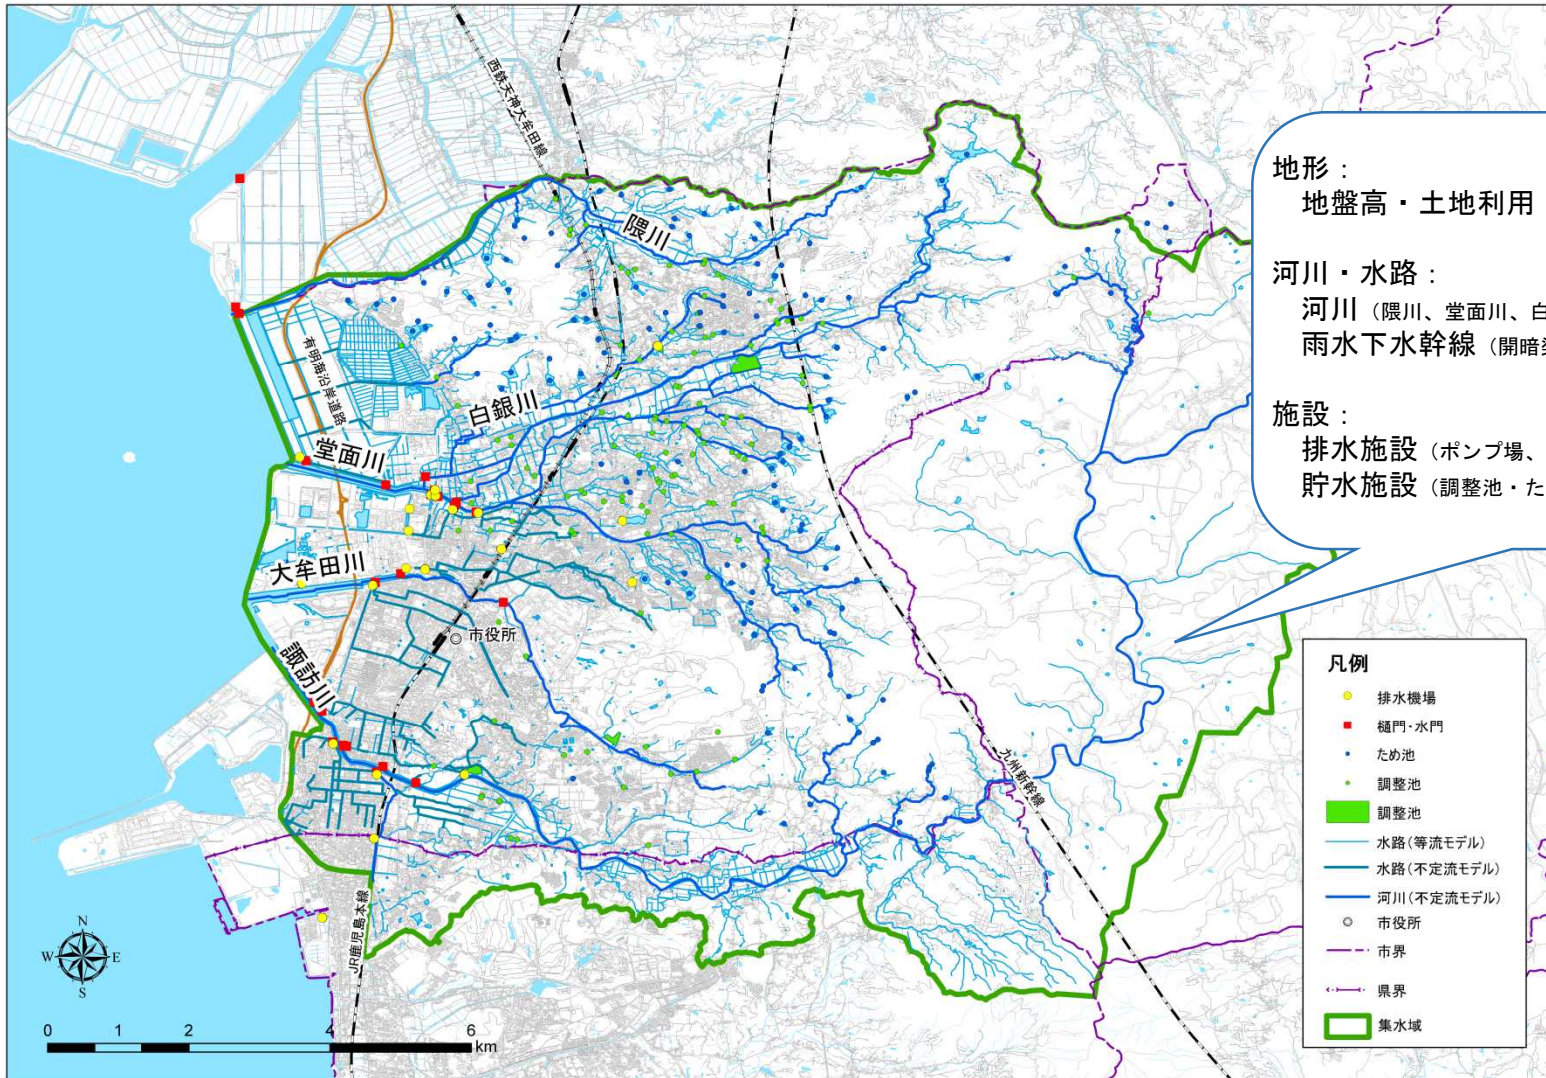 西鉄天神大牟田線
隈川
有明海沿岸道路
白銀川
堂面川
大牟田川
市役所
諏訪川
九州新幹線
JR鹿児島本線
地形：
地盤高・土地利用
河川・水路：
河川（隈川、堂面川、白
雨水下水幹線（開暗
施設：
排水施設（ポンプ場、
貯水施設（調整池・た
凡例
排水機場
樋門・水門
ため池
調整池
調整池
水路(等流モデル)
水路(不定流モデル)
河川(不定流モデル)
市役所
市界
県界
集水域
N
W E
S
0 1 2 4 6
km